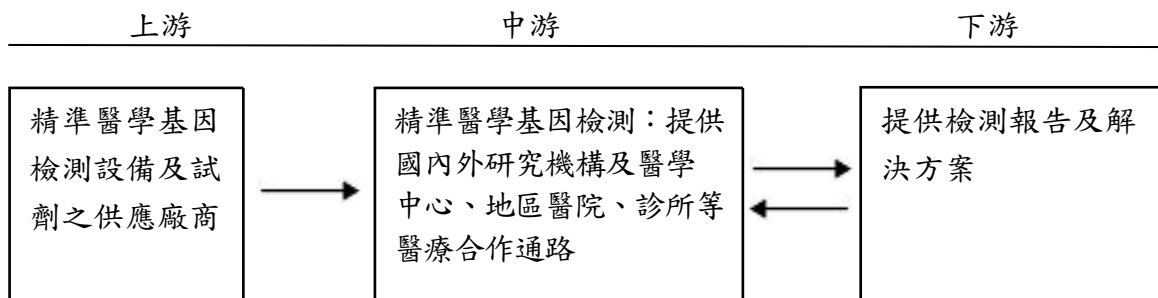 上游 中游 下游
精準醫學基因
檢測設備及試
劑之供應廠商
精準醫學基因檢測：提供
國內外研究機構及醫學
中心、地區醫院、診所等
醫療合作通路
提供檢測報告及解
決方案